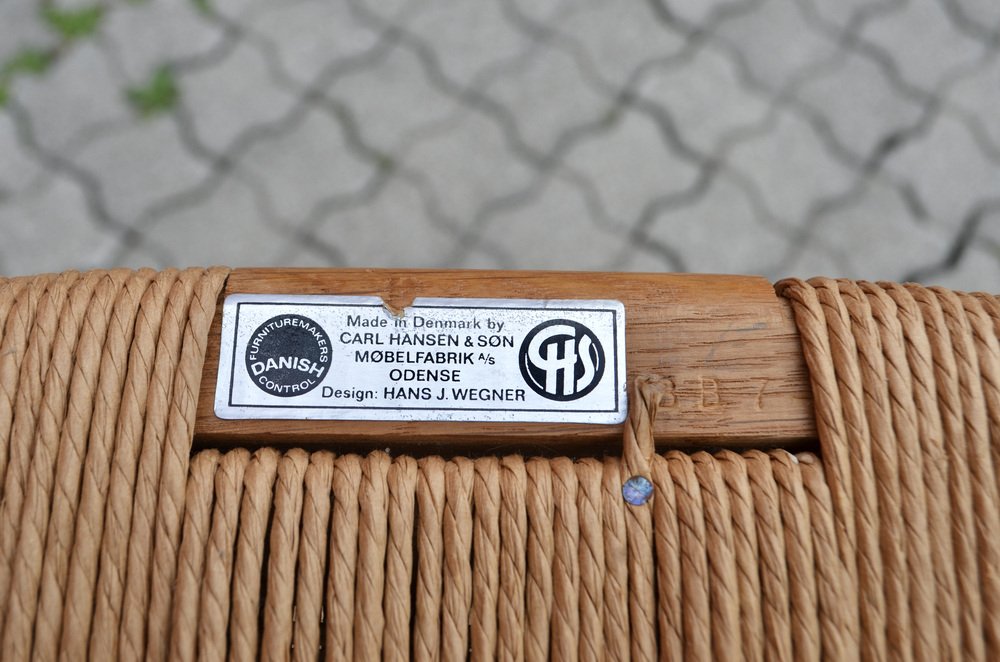 FURNITUREMAKERS
DANISH
CONTROL
Made in Denmark by
CARL HANSEN & SØN
MØBELFABRIK A/S
ODENSE
Design: HANS J. WEGNER
CHS